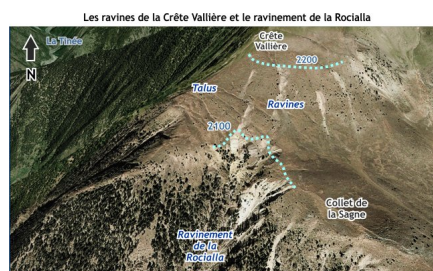 Les ravines de la Crête Vallière et le ravinement de la Rocialla
La Tinée
N
Crête
Vallière
2200
Talus
Ravines
2100
Collet de
la Sagne
Ravinement
de la
Rocialla